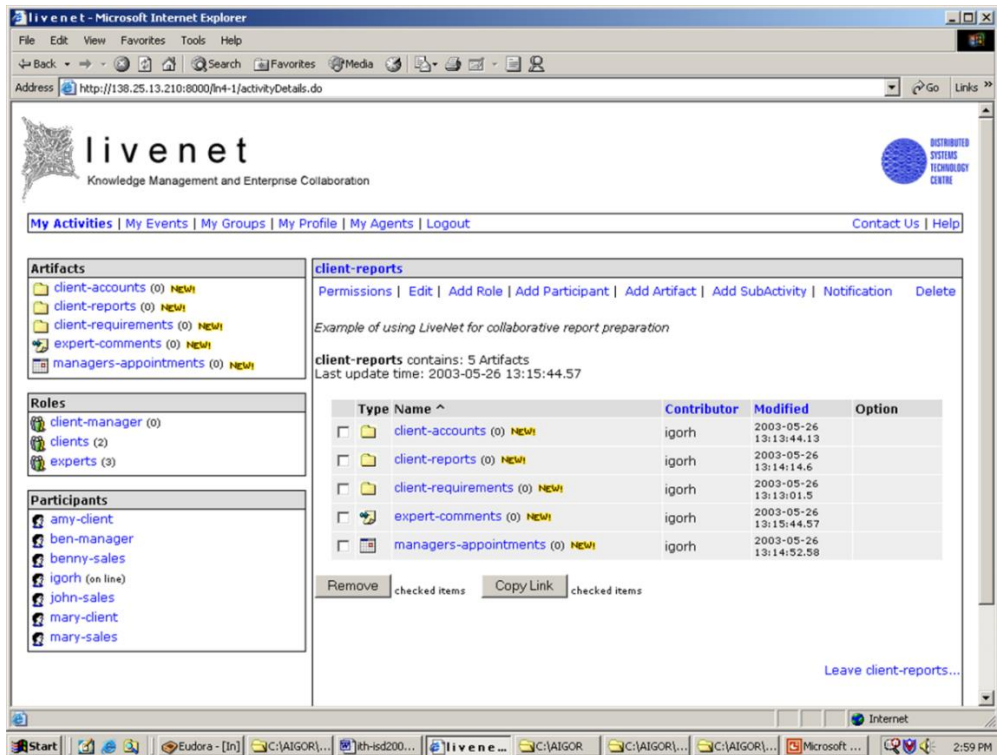 livenet - Microsoft Internet Explorer
File Edit View Favorites Tools Help
Back Search Favorites Media
Address http://138.25.13.210:8000/ln4-1/activityDetails.do Go Links »
livenet
Knowledge Management and Enterprise Collaboration
DISTRIBUTED
SYSTEMS
TECHNOLOGY
CENTRE
My Activities | My Events | My Groups | My Profile | My Agents | Logout Contact Us | Help
Artifacts
client-accounts (0) NEW!
client-reports (0) NEW!
client-requirements (0) NEW!
expert-comments (0) NEW!
managers-appointments (0) NEW!
Roles
client-manager (0)
clients (2)
experts (3)
Participants
amy-client
ben-manager
benny-sales
igorh (on line)
john-sales
mary-client
mary-sales
client-reports
Permissions | Edit | Add Role | Add Participant | Add Artifact | Add SubActivity | Notification Delete
Example of using LiveNet for collaborative report preparation
client-reports contains: 5 Artifacts
Last update time: 2003-05-26 13:15:44.57
Type Name ^ Contributor Modified Option
client-accounts (0) NEW! igorh 2003-05-26 13:13:44.13
client-reports (0) NEW! igorh 2003-05-26 13:14:14.6
client-requirements (0) NEW! igorh 2003-05-26 13:13:01.5
expert-comments (0) NEW! igorh 2003-05-26 13:15:44.57
managers-appointments (0) NEW! igorh 2003-05-26 13:14:52.58
Remove checked items Copy Link checked items
Leave client-reports...
Internet
Start Eudora - [In] C:\AIGOR\... ith-isd200... livene... C:\AIGOR C:\AIGOR\... C:\AIGOR\... Microsoft ... 2:59 PM